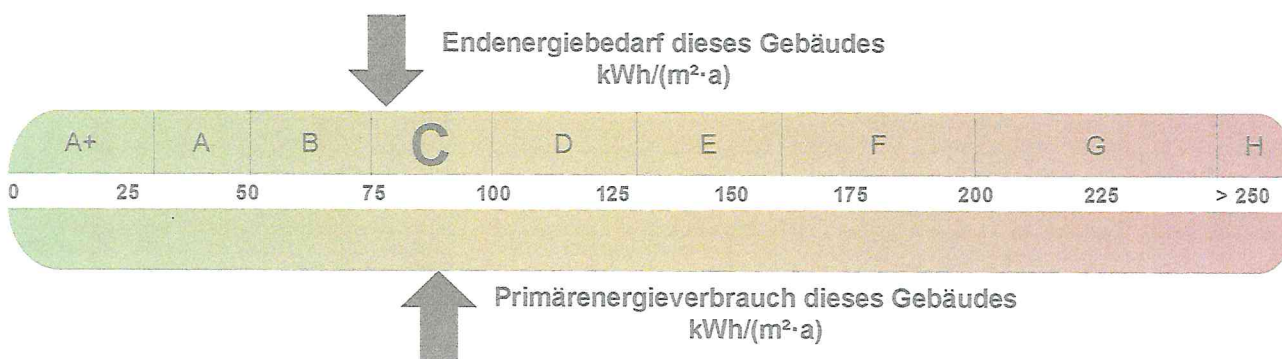 Endenergiebedarf dieses Gebäudes
kWh/(m²·a)
A+ A B C D E F G H
0 25 50 75 100 125 150 175 200 225 > 250
Primärenergieverbrauch dieses Gebäudes
kWh/(m²·a)